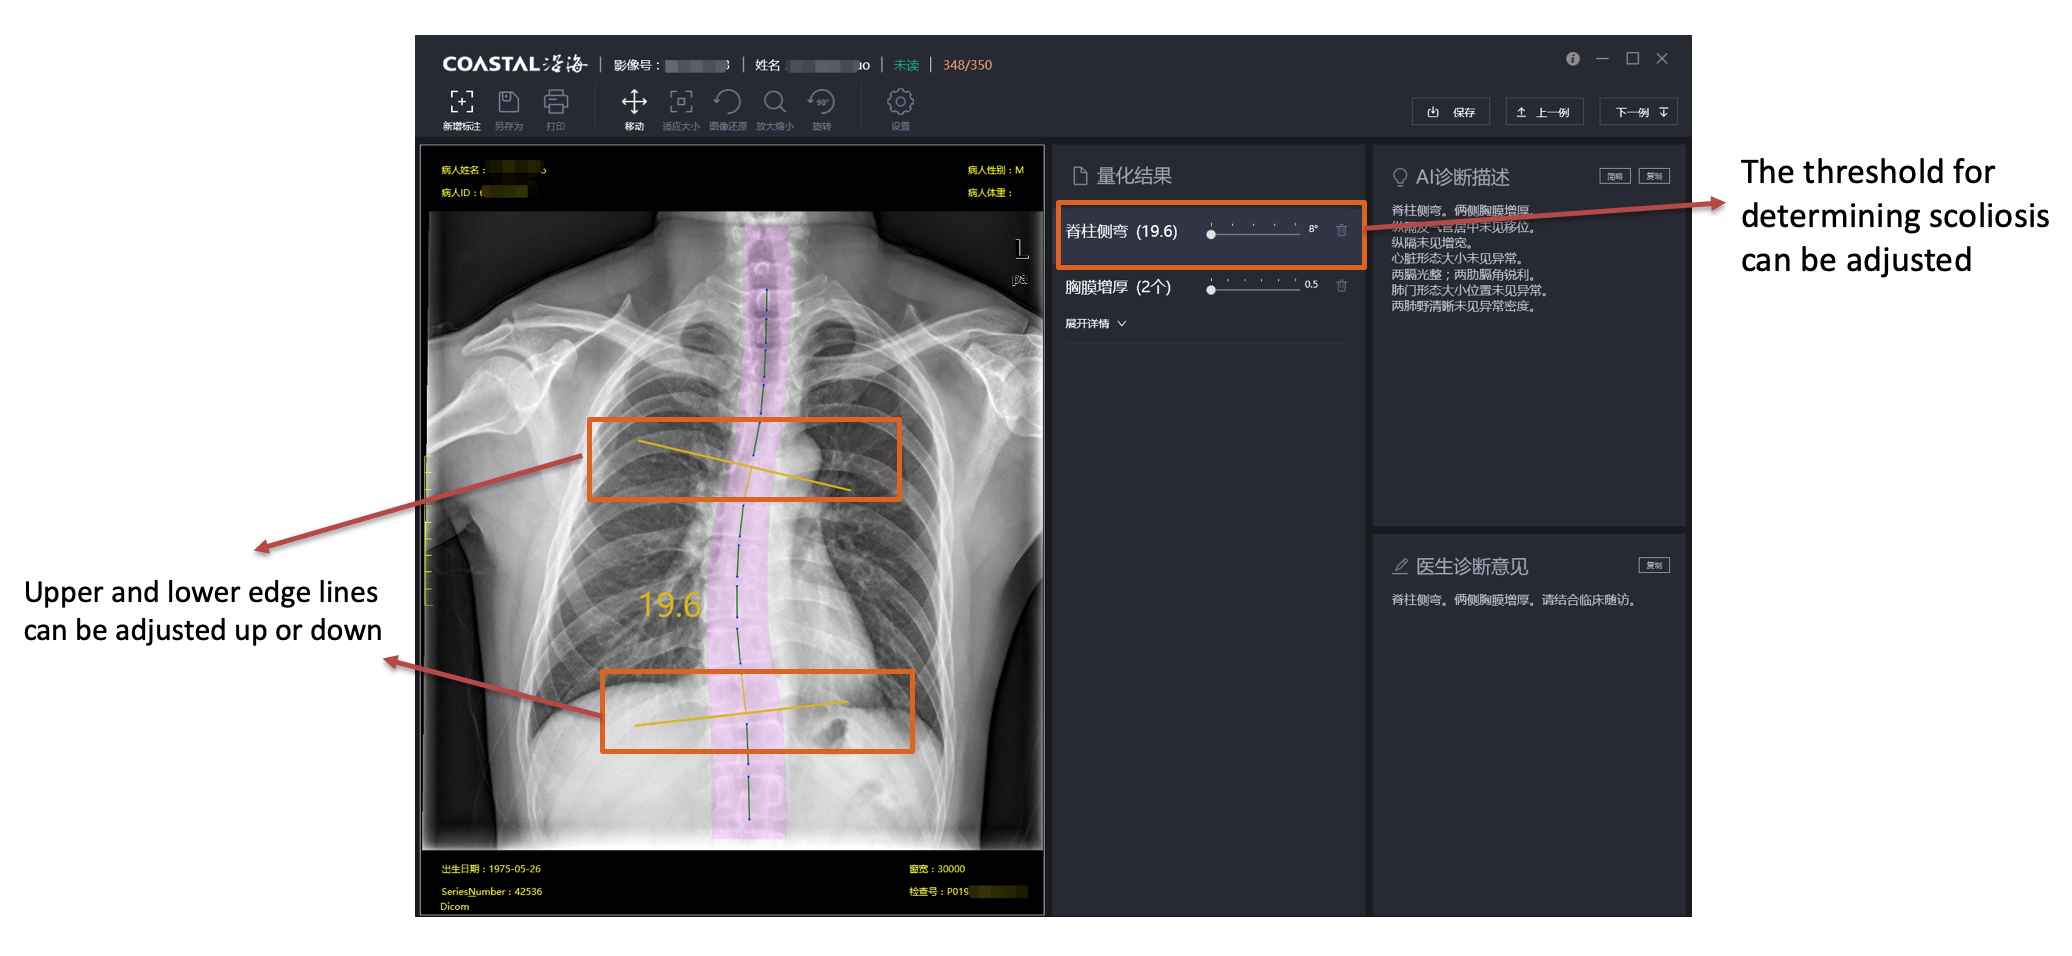 COASTAL 深海 影像号： 姓名： 未读 348/350
新增标注 另存为 打印 移动 适应大小 图像还原 放大缩小 90° 旋转 设置
保存 上一例 下一例
病人姓名： 病人性别：M
病人ID： 病人体重：
L
pa
19.6
出生日期：1975-05-26 窗宽：30000
SeriesNumber：42536 检查号：P019
Dicom
量化结果
脊柱侧弯 (19.6) 8°
胸膜增厚 (2个) 0.5
展开详情
AI诊断描述 简略 复制
脊柱侧弯。俩侧胸膜增厚。
纵隔及气管居中未见移位。
纵隔未见增宽。
心脏形态大小未见异常。
两膈光整；两肋膈角锐利。
肺门形态大小位置未见异常。
两肺野清晰未见异常密度。
医生诊断意见 复制
脊柱侧弯。俩侧胸膜增厚。请结合临床随访。
The threshold for
determining scoliosis
can be adjusted
Upper and lower edge lines
can be adjusted up or down